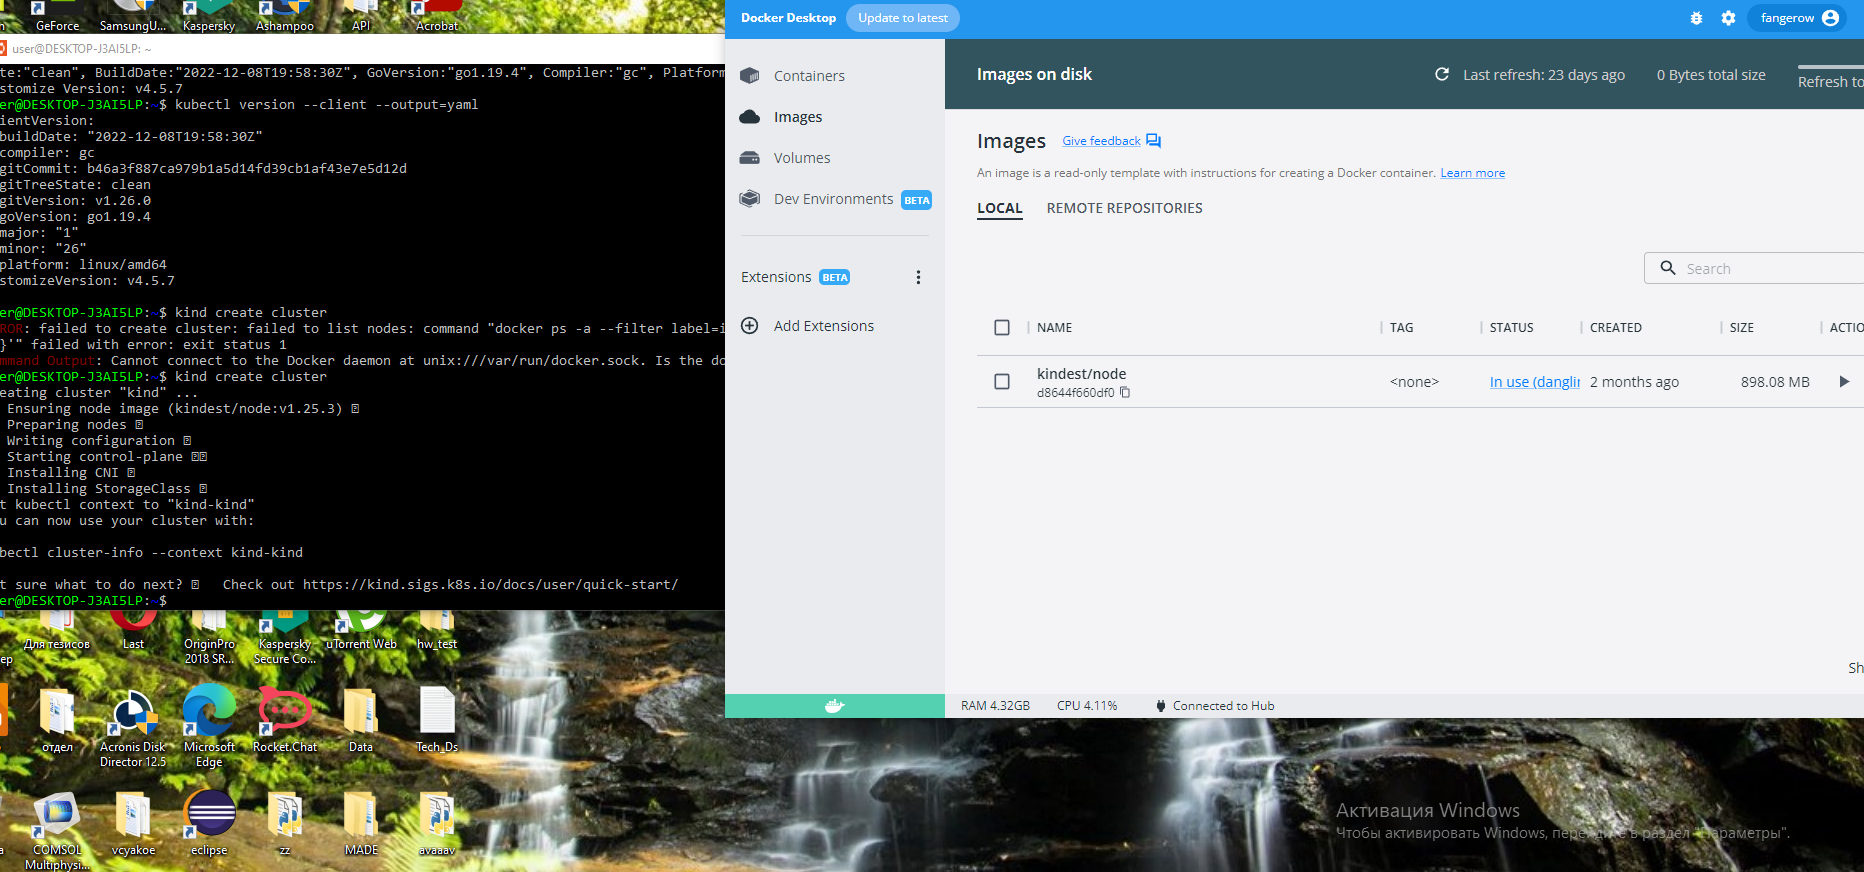 GeForce
SamsungU...
Kaspersky
Ashampoo
API
Acrobat
user@DESKTOP-J3AI5LP: ~
te:"clean", BuildDate:"2022-12-08T19:58:30Z", GoVersion:"go1.19.4", Compiler:"gc", Platform
stomize Version: v4.5.7
er@DESKTOP-J3AI5LP:~$ kubectl version --client --output=yaml
ientVersion:
buildDate: "2022-12-08T19:58:30Z"
compiler: gc
gitCommit: b46a3f887ca979b1a5d14fd39cb1af43e7e5d12d
gitTreeState: clean
gitVersion: v1.26.0
goVersion: go1.19.4
major: "1"
minor: "26"
platform: linux/amd64
stomizeVersion: v4.5.7
er@DESKTOP-J3AI5LP:~$ kind create cluster
ROR: failed to create cluster: failed to list nodes: command "docker ps -a --filter label=i
}'" failed with error: exit status 1
mmand Output: Cannot connect to the Docker daemon at unix:///var/run/docker.sock. Is the do
er@DESKTOP-J3AI5LP:~$ kind create cluster
eating cluster "kind" ...
Ensuring node image (kindest/node:v1.25.3)
Preparing nodes
Writing configuration
Starting control-plane
Installing CNI
Installing StorageClass
t kubectl context to "kind-kind"
u can now use your cluster with:
bectl cluster-info --context kind-kind
t sure what to do next? Check out https://kind.sigs.k8s.io/docs/user/quick-start/
er@DESKTOP-J3AI5LP:~$
Для тезисов
Last
OriginPro 2018 SR...
Kaspersky Secure Co...
uTorrent Web
hw_test
ер
отдел
Acronis Disk Director 12.5
Microsoft Edge
Rocket.Chat
Data
Tech_Ds
COMSOL Multiphysi...
vcyakoe
eclipse
zz
MADE
avaaav
Docker Desktop
Update to latest
fangerow
Containers
Images
Volumes
Dev Environments BETA
Extensions BETA
Add Extensions
Images on disk
Last refresh: 23 days ago
0 Bytes total size
Refresh to
Images
Give feedback
An image is a read-only template with instructions for creating a Docker container. Learn more
LOCAL
REMOTE REPOSITORIES
Search
NAME
TAG
STATUS
CREATED
SIZE
ACTIO
kindest/node
d8644f660df0
<none>
In use (danglin
2 months ago
898.08 MB
Sh
RAM 4.32GB
CPU 4.11%
Connected to Hub
Активация Windows
Чтобы активировать Windows, перейдите в раздел "Параметры".